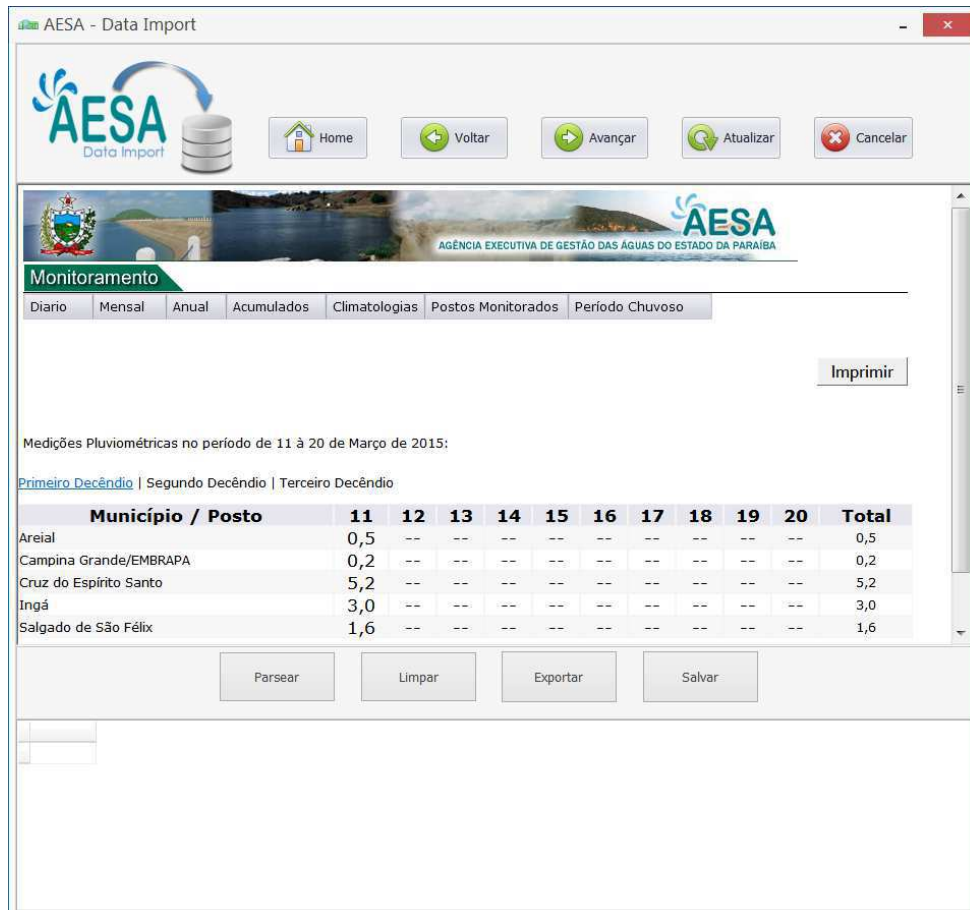 AESA - Data Import
AESA
Data Import
Home Voltar Avançar Atualizar Cancelar
AESA
AGÊNCIA EXECUTIVA DE GESTÃO DAS ÁGUAS DO ESTADO DA PARAÍBA
Monitoramento
Diario Mensal Anual Acumulados Climatologias Postos Monitorados Período Chuvoso
Imprimir
Medições Pluviométricas no período de 11 à 20 de Março de 2015:
Primeiro Decêndio | Segundo Decêndio | Terceiro Decêndio
Município / Posto 11 12 13 14 15 16 17 18 19 20 Total
Areial 0,5 -- -- -- -- -- -- -- -- -- 0,5
Campina Grande/EMBRAPA 0,2 -- -- -- -- -- -- -- -- -- 0,2
Cruz do Espírito Santo 5,2 -- -- -- -- -- -- -- -- -- 5,2
Ingá 3,0 -- -- -- -- -- -- -- -- -- 3,0
Salgado de São Félix 1,6 -- -- -- -- -- -- -- -- -- 1,6
Parsear Limpar Exportar Salvar